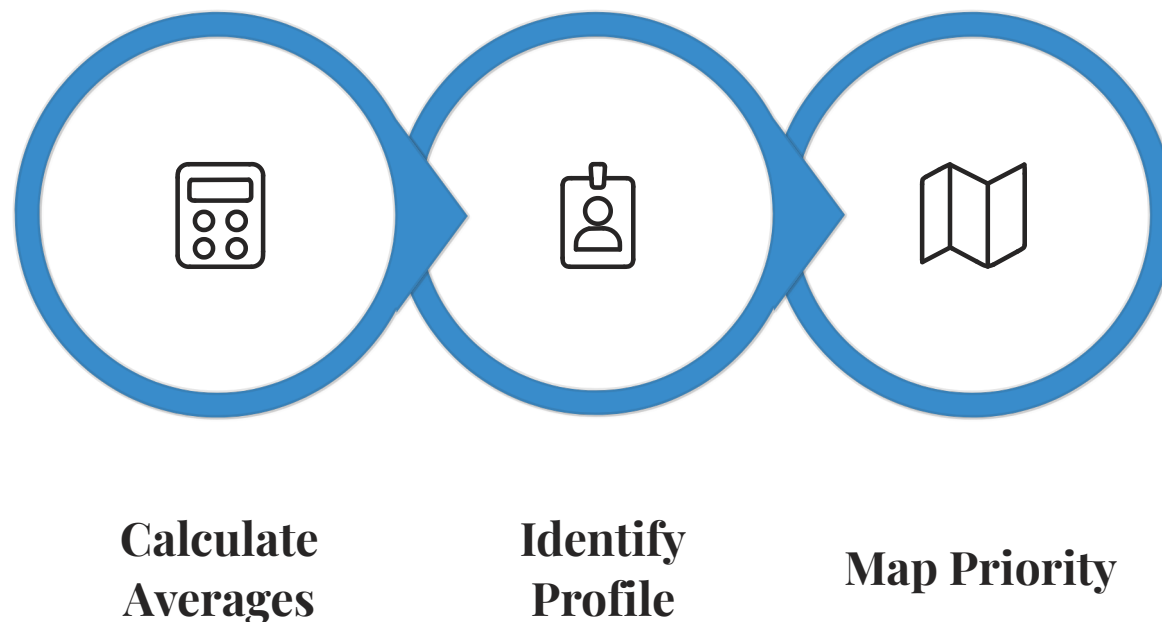 Calculate
Averages
Identify
Profile
Map Priority